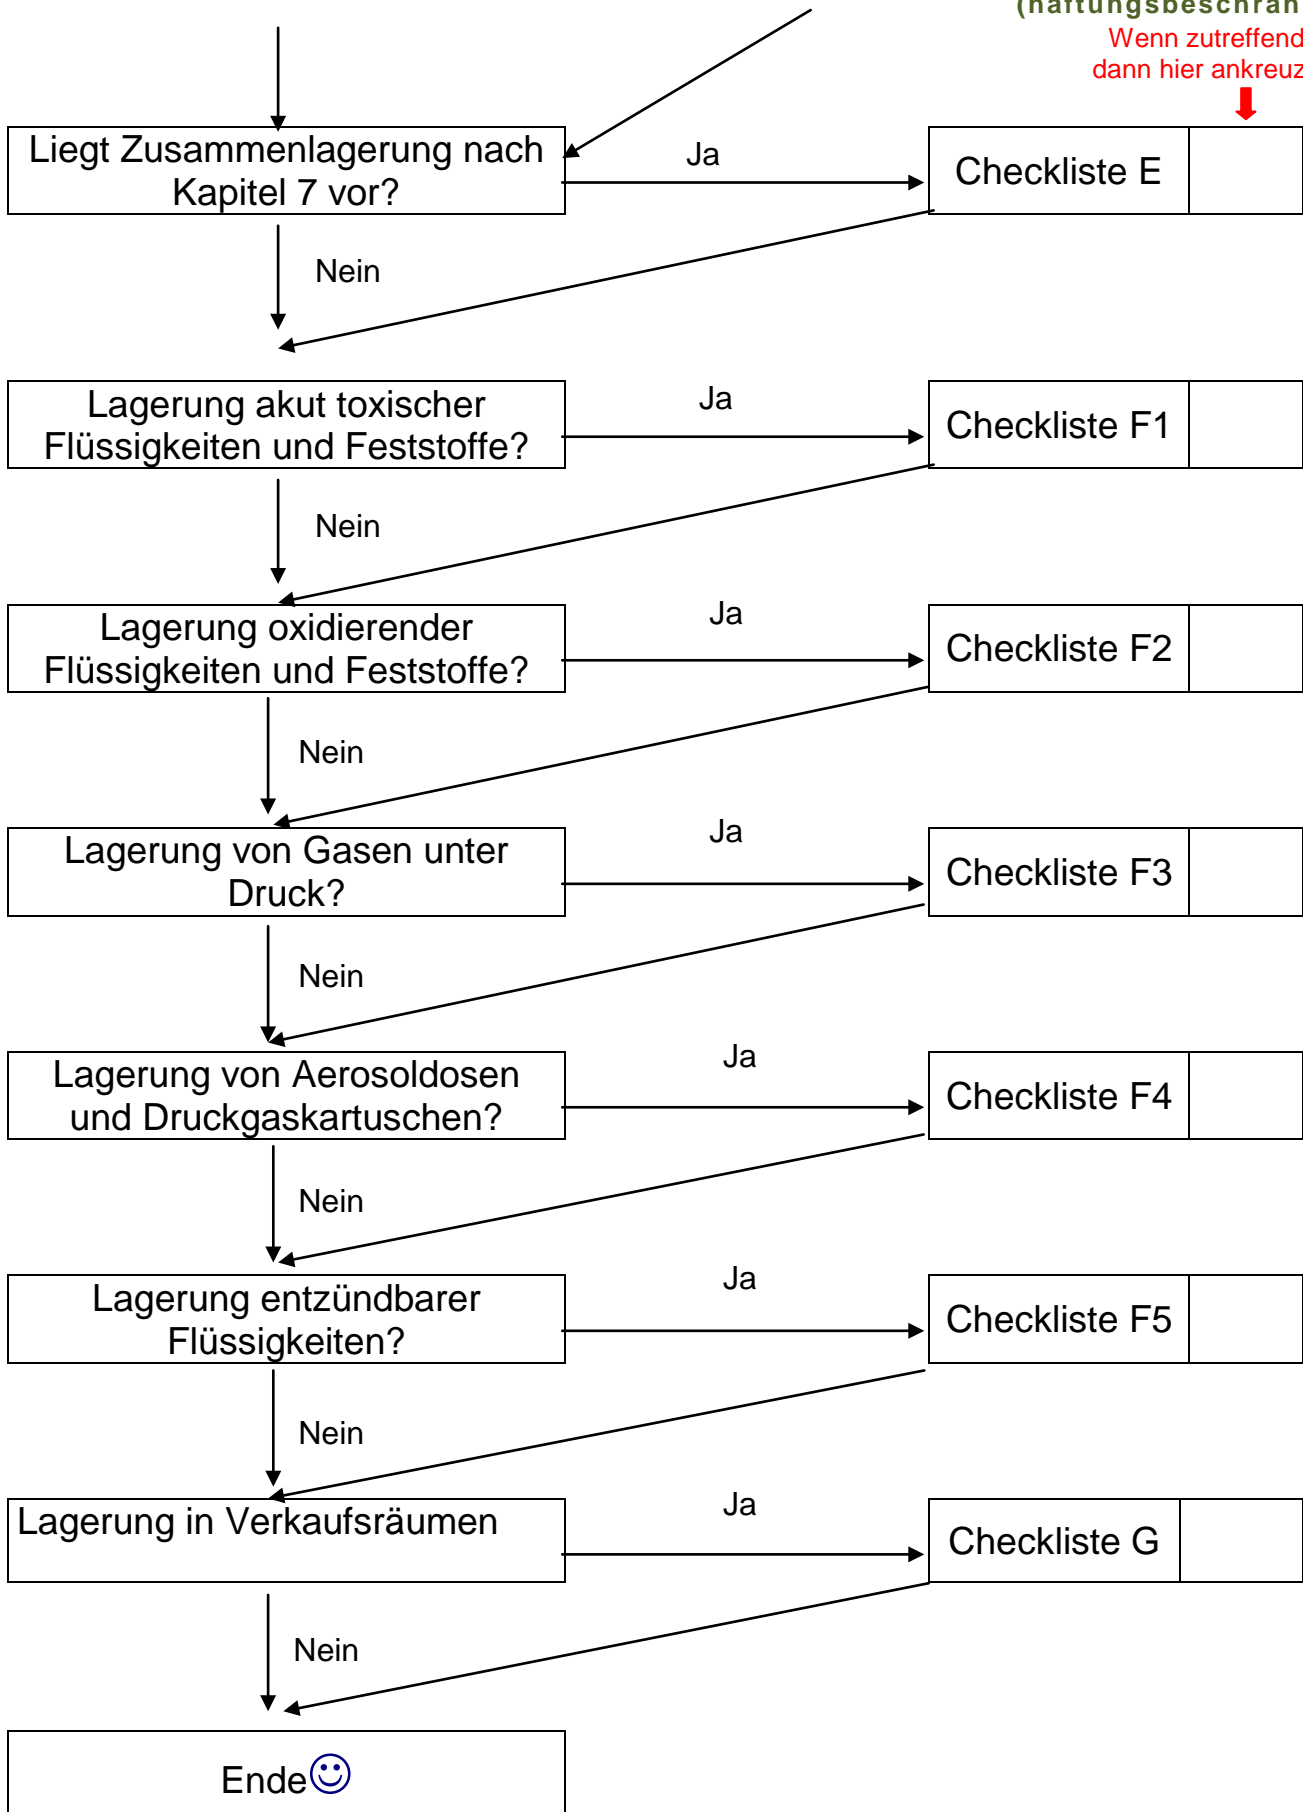 (haftungsbeschrän
Wenn zutreffend
dann hier ankreuz
Liegt Zusammenlagerung nach
Kapitel 7 vor?
Ja
Checkliste E
Nein
Lagerung akut toxischer
Flüssigkeiten und Feststoffe?
Ja
Checkliste F1
Nein
Lagerung oxidierender
Flüssigkeiten und Feststoffe?
Ja
Checkliste F2
Nein
Lagerung von Gasen unter
Druck?
Ja
Checkliste F3
Nein
Lagerung von Aerosoldosen
und Druckgaskartuschen?
Ja
Checkliste F4
Nein
Lagerung entzündbarer
Flüssigkeiten?
Ja
Checkliste F5
Nein
Lagerung in Verkaufsräumen
Ja
Checkliste G
Nein
Ende